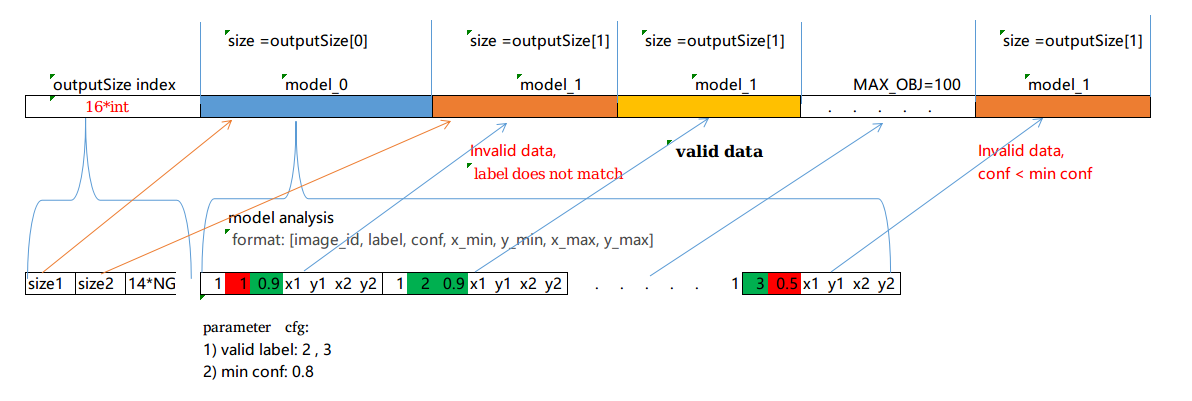 size =outputSize[0]
size =outputSize[1]
size =outputSize[1]
size =outputSize[1]
outputSize index
model_0
model_1
model_1
MAX_OBJ=100
model_1
16*int
. . . . .
Invalid data,
label does not match
valid data
Invalid data,
conf < min conf
model analysis
format: [image_id, label, conf, x_min, y_min, x_max, y_max]
size1 size2 14*NG
1 1 0.9 x1 y1 x2 y2 1 2 0.9 x1 y1 x2 y2 . . . . . 1 3 0.5 x1 y1 x2 y2
parameter cfg:
1) valid label: 2 , 3
2) min conf: 0.8